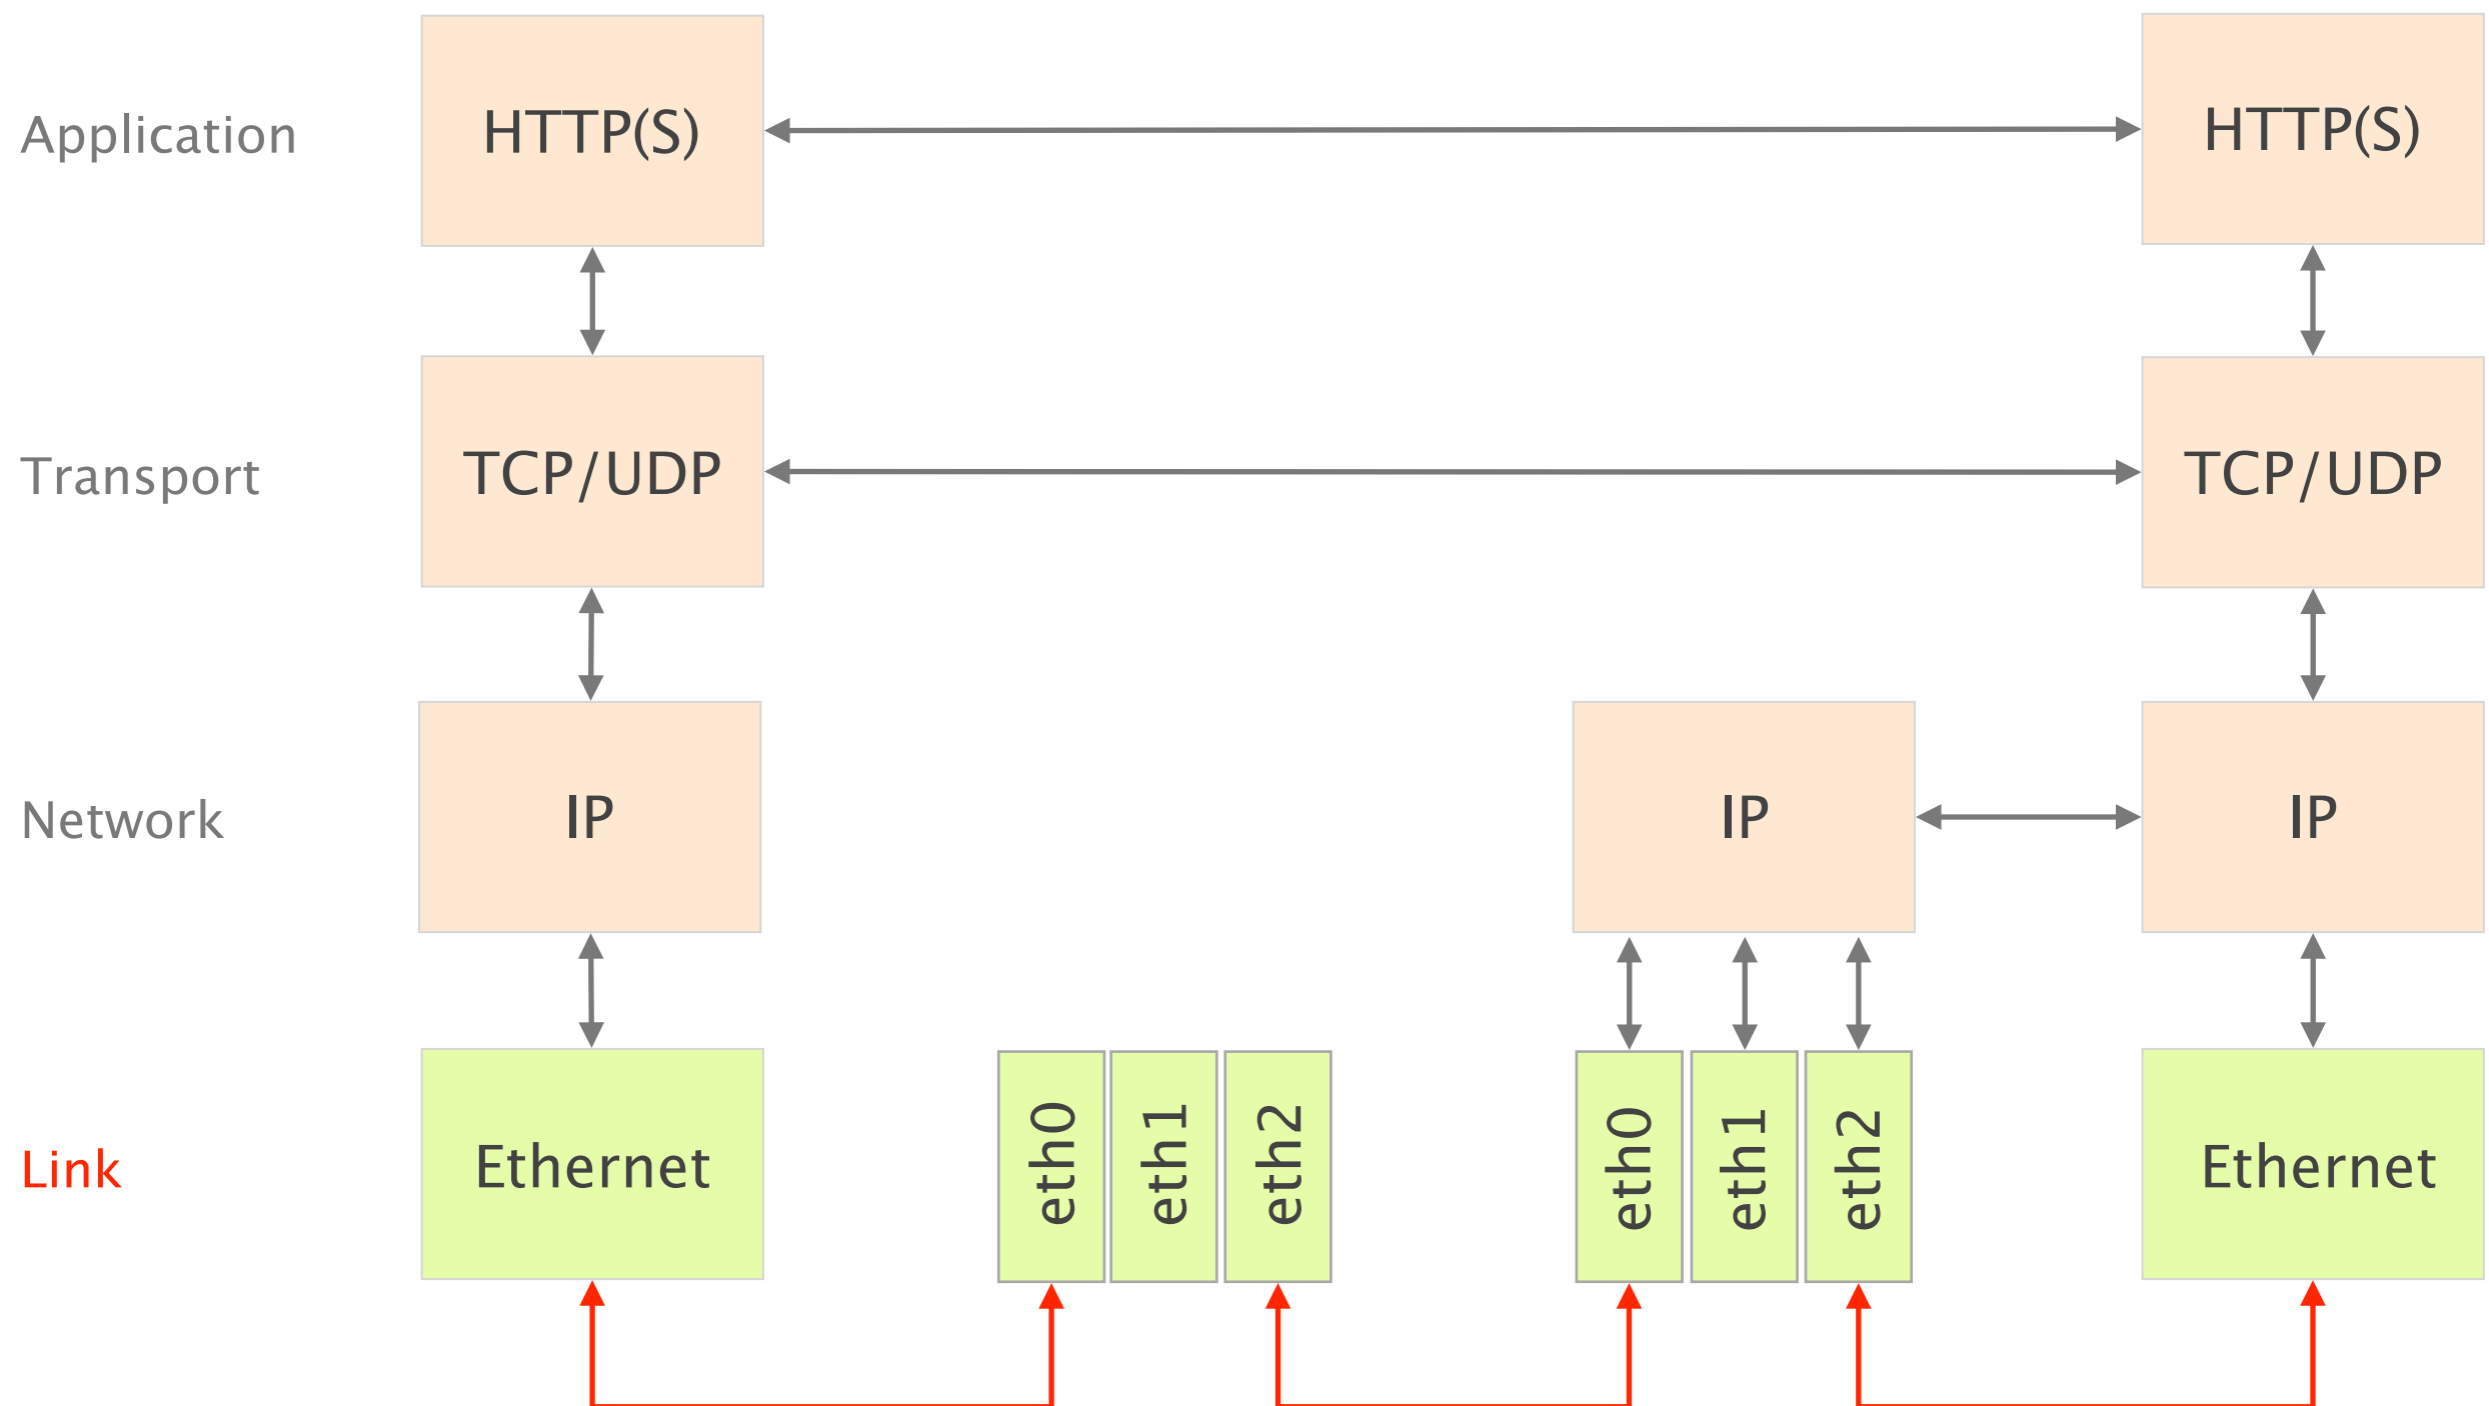 Application
HTTP(S)
HTTP(S)
Transport
TCP/UDP
TCP/UDP
Network
IP
IP
IP
Link
Ethernet
eth0
eth1
eth2
eth0
eth1
eth2
Ethernet